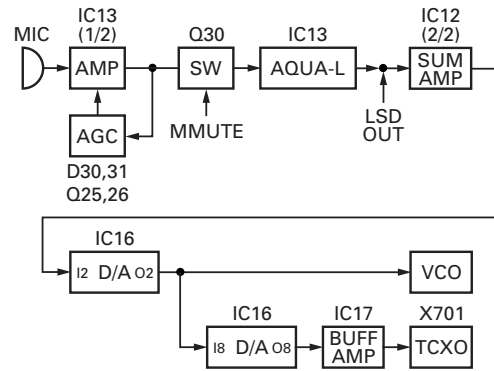 MIC
IC13
(1/2)
AMP
Q30
SW
IC13
AQUA-L
IC12
(2/2)
SUM
AMP
AGC
D30,31
Q25,26
MMUTE
LSD
OUT
IC16
I2 D/A O2
VCO
IC16
I8 D/A O8
IC17
BUFF
AMP
X701
TCXO